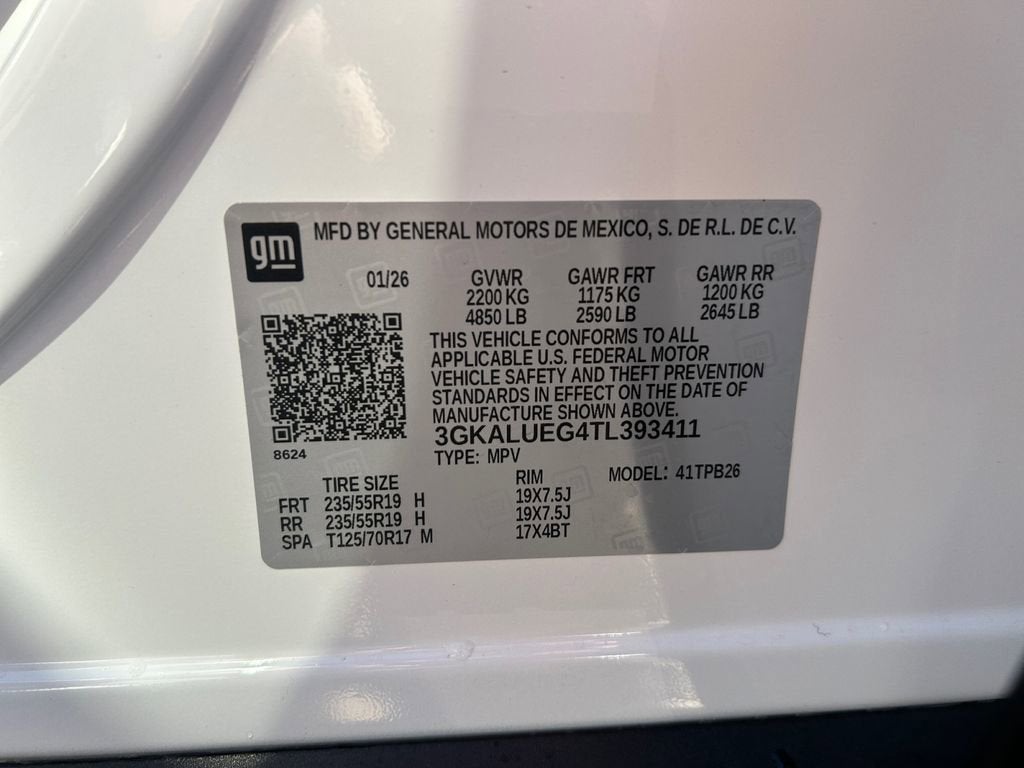 gm
MFD BY GENERAL MOTORS DE MEXICO, S. DE R.L. DE C.V.
01/26 GVWR GAWR FRT GAWR RR
2200 KG 1175 KG 1200 KG
4850 LB 2590 LB 2645 LB
THIS VEHICLE CONFORMS TO ALL
APPLICABLE U.S. FEDERAL MOTOR
VEHICLE SAFETY AND THEFT PREVENTION
STANDARDS IN EFFECT ON THE DATE OF
MANUFACTURE SHOWN ABOVE.
3GKALUEG4TL393411
8624
TYPE: MPV
MODEL: 41TPB26
TIRE SIZE RIM
FRT 235/55R19 H 19X7.5J
RR 235/55R19 H 19X7.5J
SPA T125/70R17 M 17X4BT